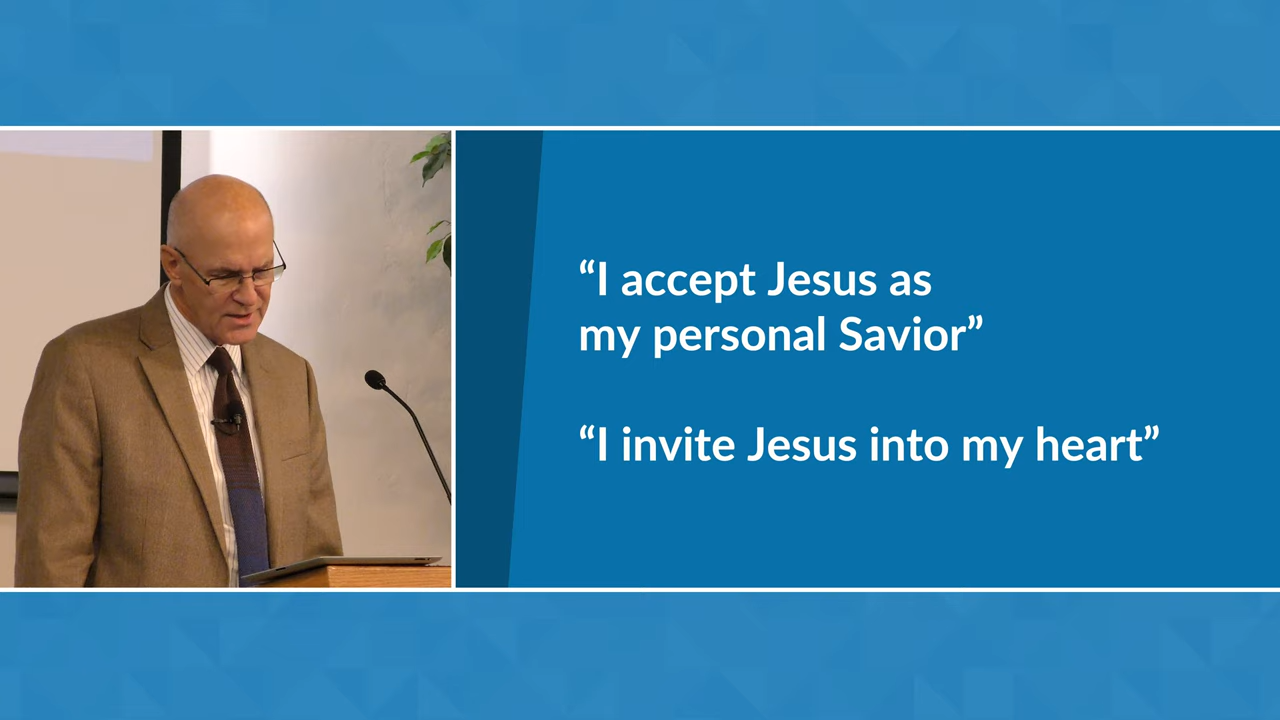 “I accept Jesus as
my personal Savior”
“I invite Jesus into my heart”